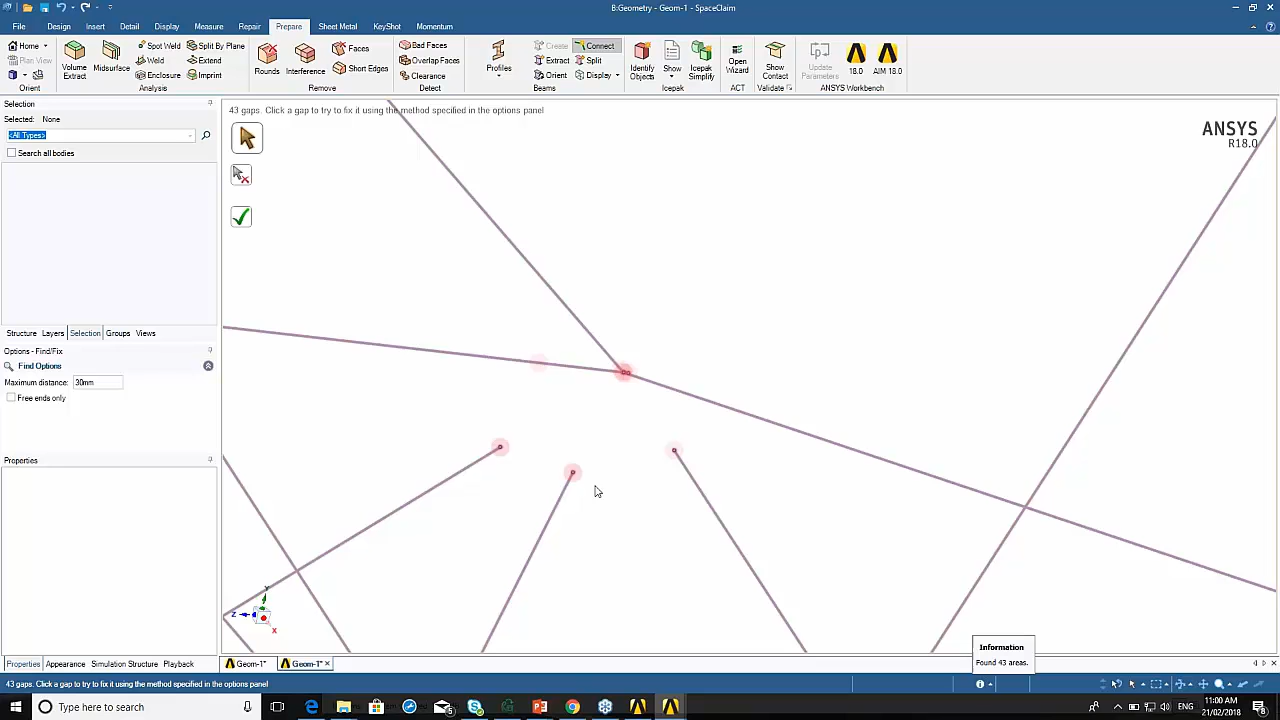 B:Geometry - Geom-1* - SpaceClaim
File Design Insert Detail Display Measure Repair Prepare Sheet Metal KeyShot Momentum
Home
Plan View
Orient
Volume Extract
Midsurface
Spot Weld
Weld
Enclosure
Split By Plane
Extend
Imprint
Analysis
Rounds
Interference
Faces
Short Edges
Remove
Bad Faces
Overlap Faces
Clearance
Detect
Profiles
Create
Extract
Orient
Connect
Split
Display
Beams
Identify Objects
Show
Icepak Simplify
Icepak
Open Wizard
ACT
Show Contact
Validate
Update Parameters
18.0
AIM 18.0
ANSYS Workbench
Selection
Selected: None
<All Types>
Search all bodies
Structure Layers Selection Groups Views
Options - Find/Fix
Find Options
Maximum distance: 30mm
Free ends only
Properties
Properties Appearance Simulation Structure Playback
43 gaps. Click a gap to try to fix it using the method specified in the options panel
ANSYS
R18.0
Y
Z
X
Information
Found 43 areas.
Geom-1*
Geom-1*
43 gaps. Click a gap to try to fix it using the method specified in the options panel
Type here to search
ENG
11:00 AM
21/02/2018